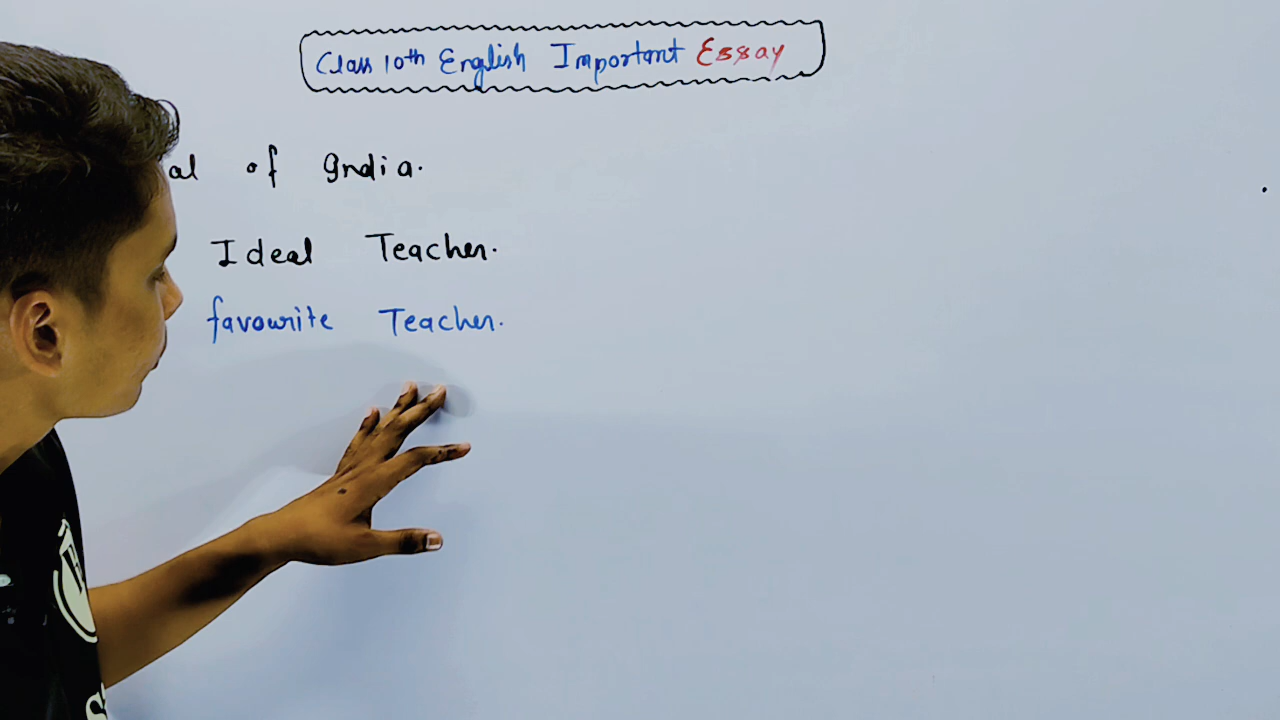 Class 10th English Important Essay
al of India.
Ideal Teacher.
favourite Teacher.